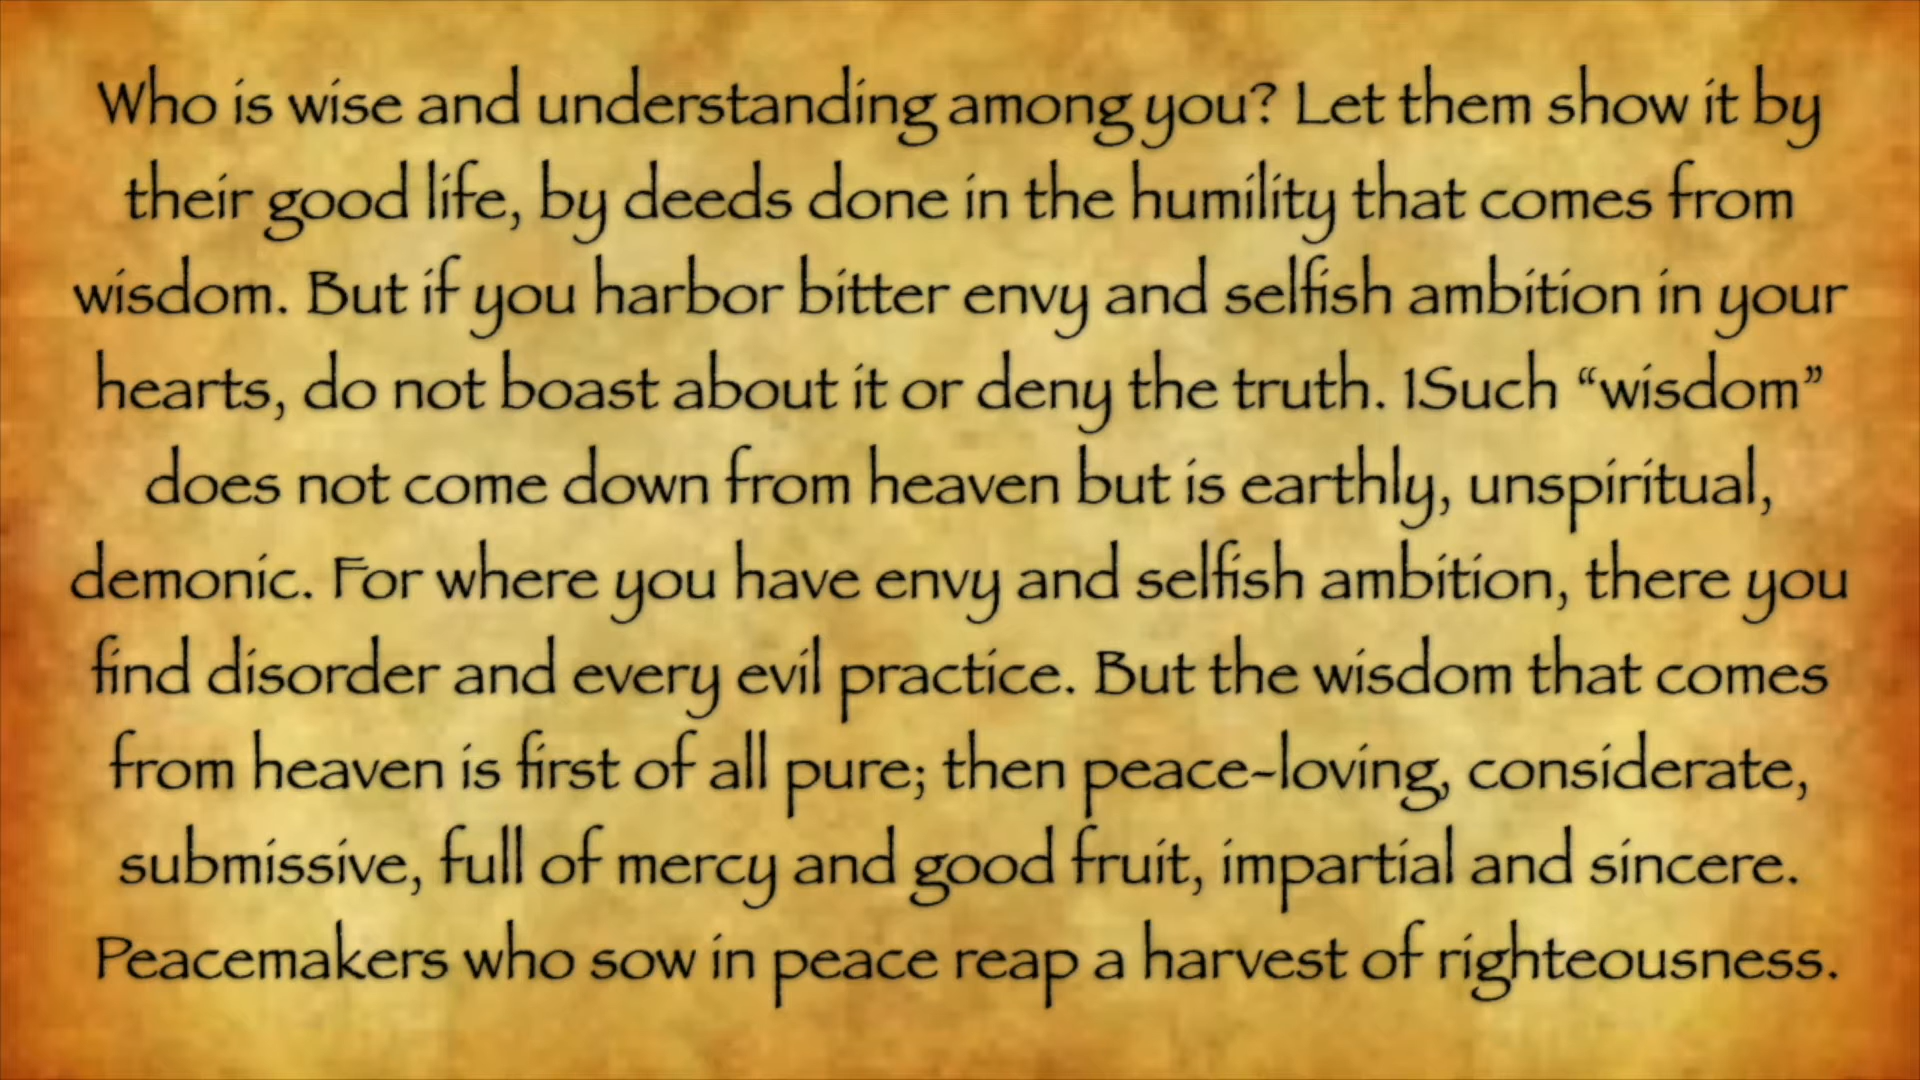 Who is wise and understanding among you? Let them show it by
their good life, by deeds done in the humility that comes from
wisdom. But if you harbor bitter envy and selfish ambition in your
hearts, do not boast about it or deny the truth. 1Such “wisdom”
does not come down from heaven but is earthly, unspiritual,
demonic. For where you have envy and selfish ambition, there you
find disorder and every evil practice. But the wisdom that comes
from heaven is first of all pure; then peace-loving, considerate,
submissive, full of mercy and good fruit, impartial and sincere.
Peacemakers who sow in peace reap a harvest of righteousness.